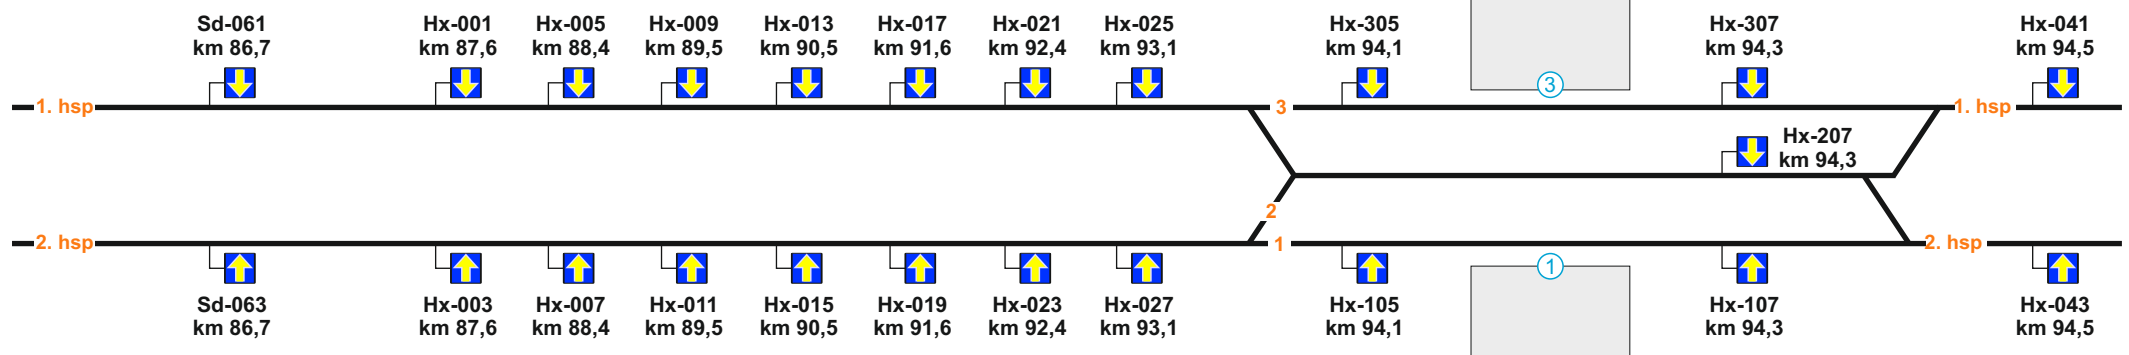 Sd-061
km 86,7
Hx-001
km 87,6
Hx-005
km 88,4
Hx-009
km 89,5
Hx-013
km 90,5
Hx-017
km 91,6
Hx-021
km 92,4
Hx-025
km 93,1
Hx-305
km 94,1
Hx-307
km 94,3
Hx-041
km 94,5
3
1. hsp
3
1. hsp
Hx-207
km 94,3
2
2. hsp
1
2. hsp
1
Sd-063
km 86,7
Hx-003
km 87,6
Hx-007
km 88,4
Hx-011
km 89,5
Hx-015
km 90,5
Hx-019
km 91,6
Hx-023
km 92,4
Hx-027
km 93,1
Hx-105
km 94,1
Hx-107
km 94,3
Hx-043
km 94,5